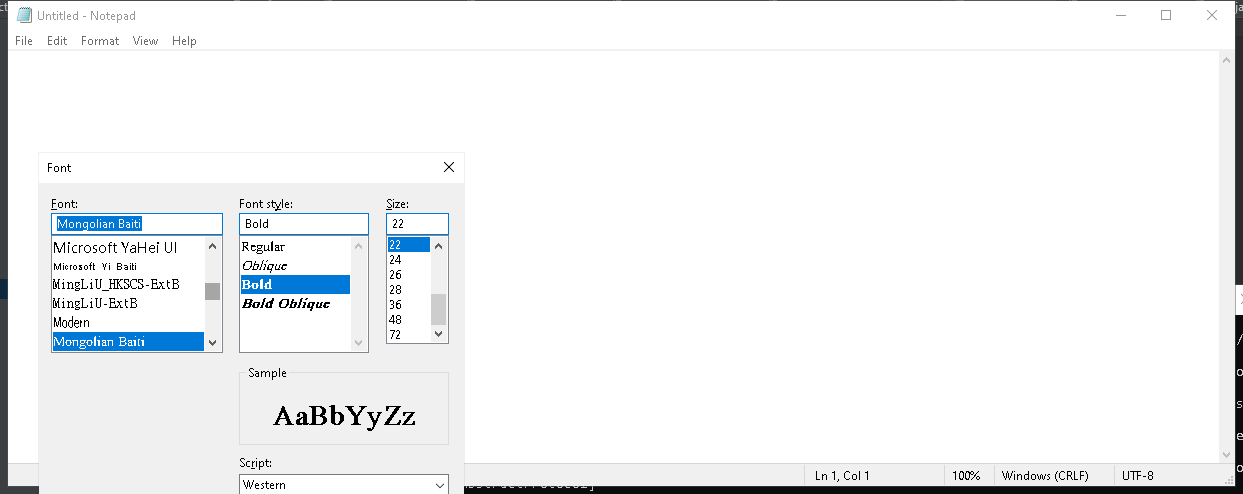 Untitled - Notepad
File Edit Format View Help
Font
Font: Font style: Size:
Mongolian Baiti Bold 22
Microsoft YaHei UI Regular 22
Microsoft Yi Baiti Oblique 24
MingLiU_HKSCS-ExtB Bold 26
MingLiU-ExtB Bold Oblique 28
Modern 36
Mongolian Baiti 48
72
Sample
AaBbYyZz
Script:
Western
Ln 1, Col 1 100% Windows (CRLF) UTF-8